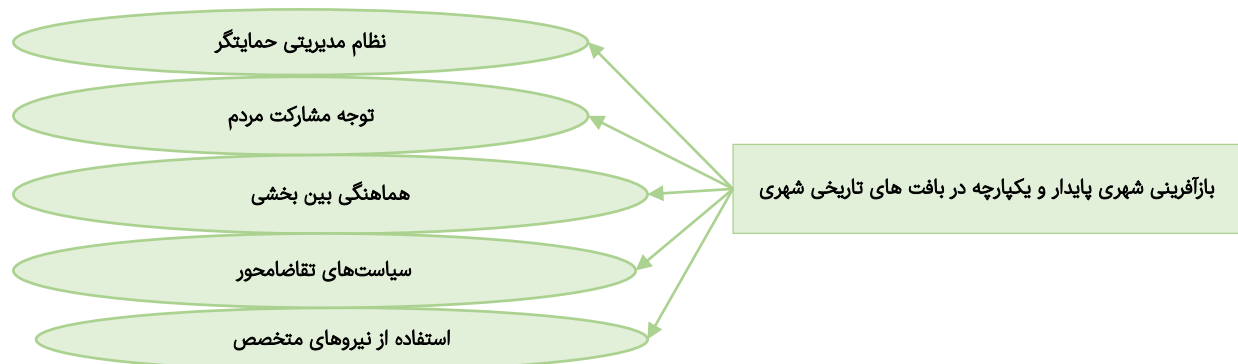 بازآفرینی شهری پایدار و یکپارچه در بافت های تاریخی شهری
نظام مدیریتی حمایتگر
توجه مشارکت مردم
هماهنگی بین بخشی
سیاست‌های تقاضامحور
استفاده از نیروهای متخصص